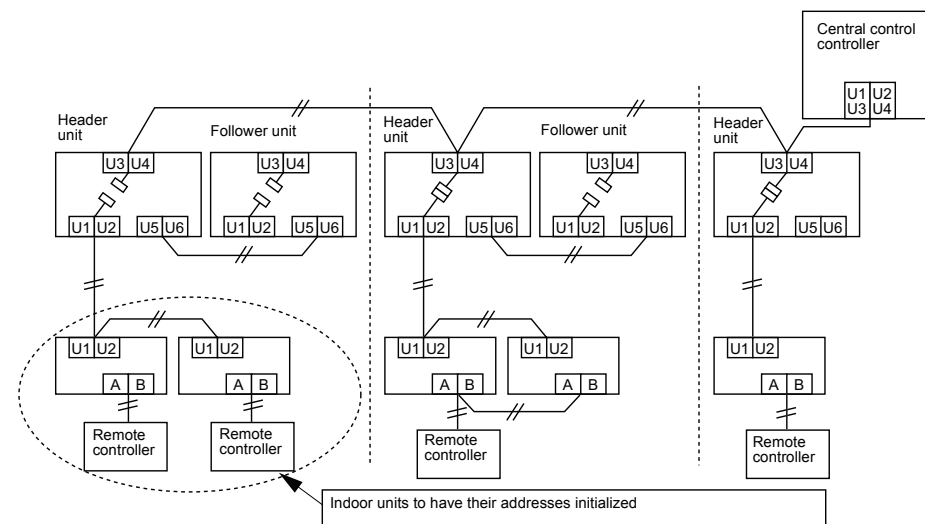 Central control
controller
U1 U2
U3 U4
Header
unit
Follower unit
Header
unit
Follower unit
Header
unit
U3 U4
U3 U4
U3 U4
U3 U4
U3 U4
U1 U2
U5 U6
U1 U2
U5 U6
U1 U2
U5 U6
U1 U2
U5 U6
U1 U2
U5 U6
U1 U2
U1 U2
U1 U2
U1 U2
U1 U2
A B
A B
A B
A B
A B
Remote
controller
Remote
controller
Remote
controller
Remote
controller
Indoor units to have their addresses initialized